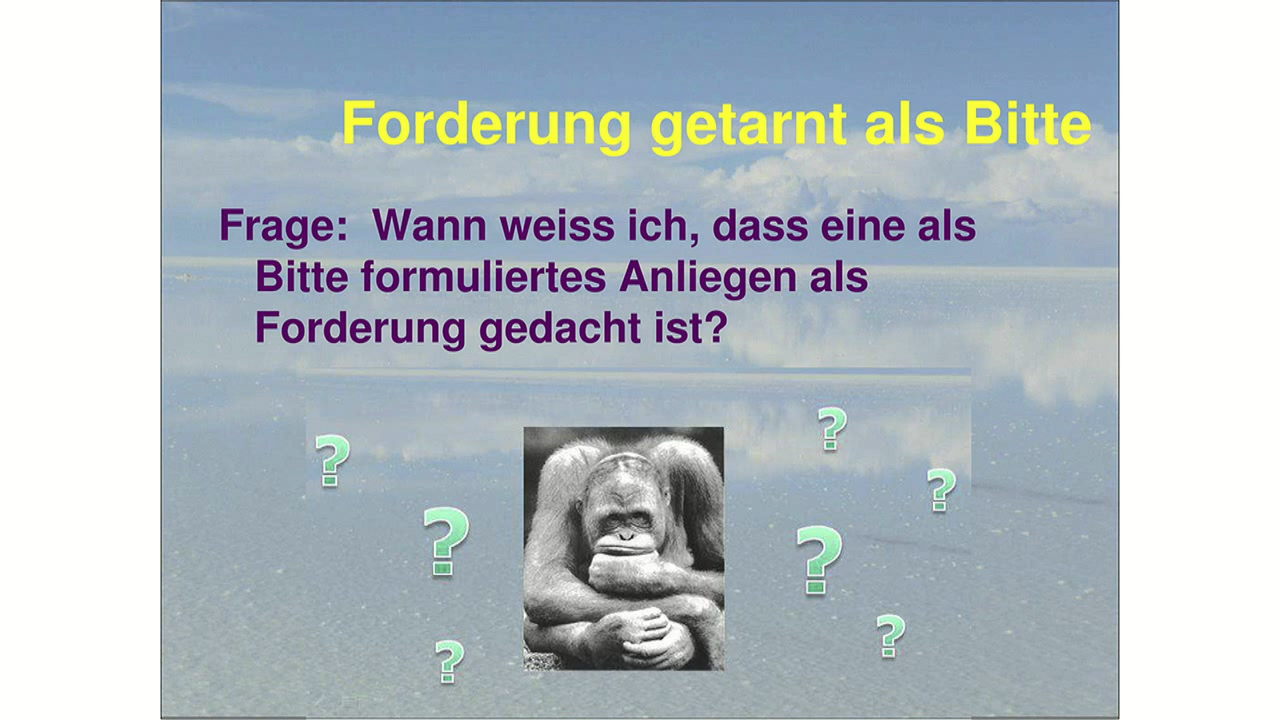 Forderung getarnt als Bitte
Frage:  Wann weiss ich, dass eine als
Bitte formuliertes Anliegen als
Forderung gedacht ist?
?
?
?
?
?
?
?